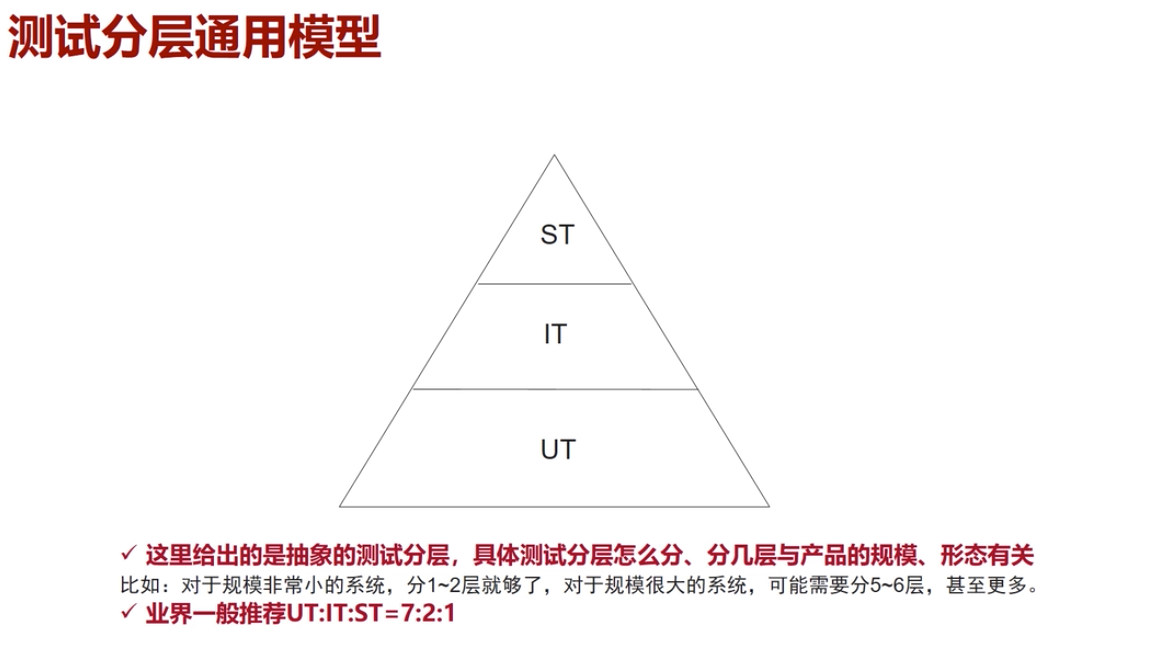 测试分层通用模型
ST
IT
UT
✓ 这里给出的是抽象的测试分层，具体测试分层怎么分、分几层与产品的规模、形态有关
比如：对于规模非常小的系统，分1~2层就够了，对于规模很大的系统，可能需要分5~6层，甚至更多。
✓ 业界一般推荐UT:IT:ST=7:2:1